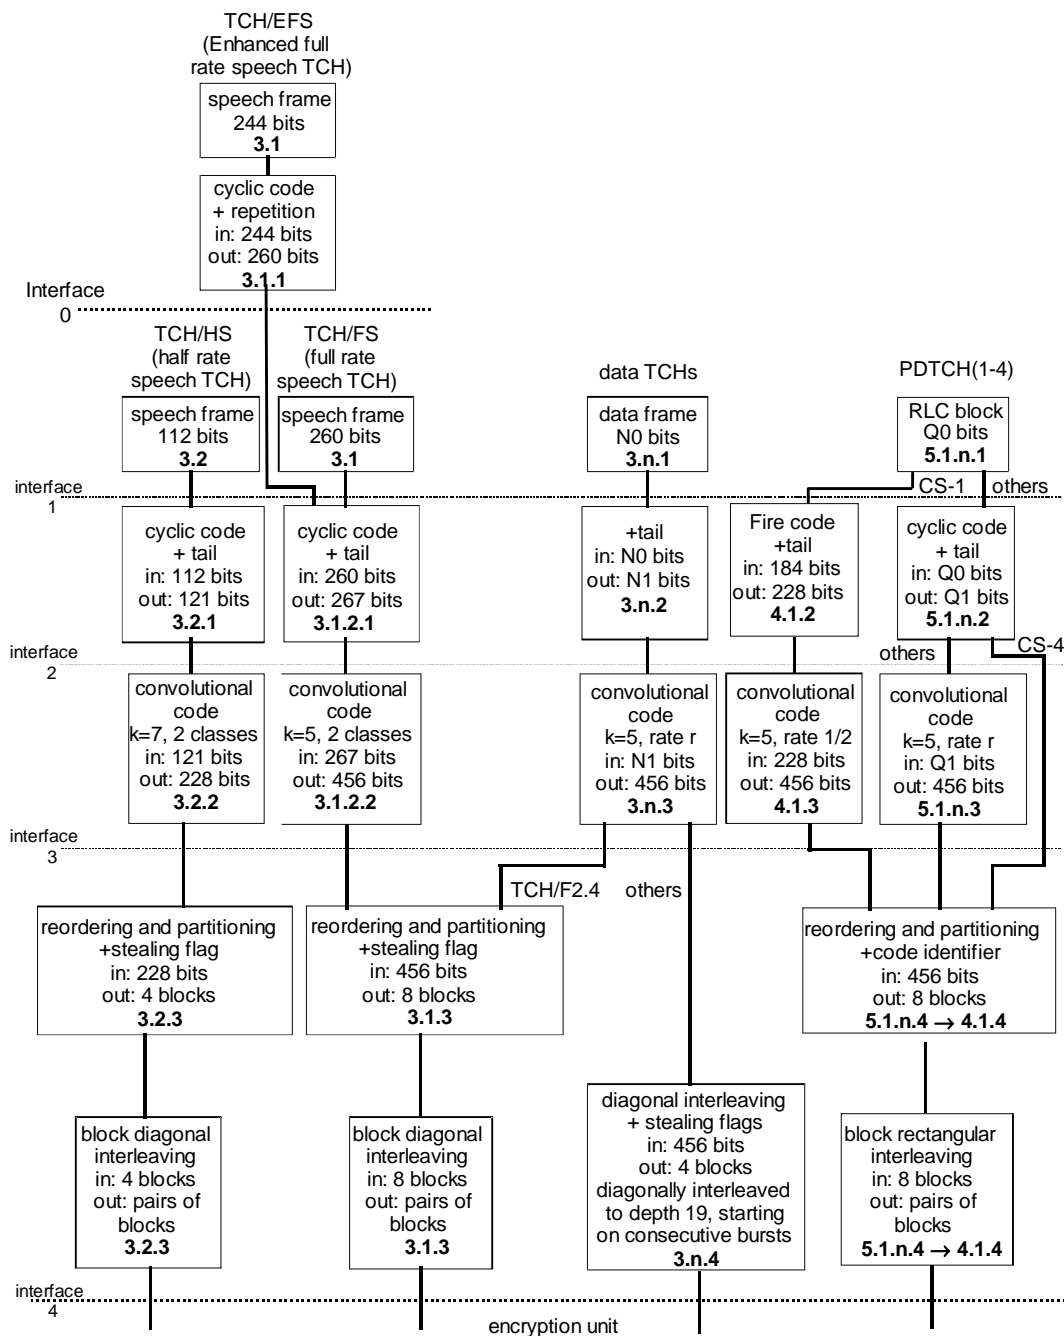 TCH/EFS
(Enhanced full
rate speech TCH)
speech frame
244 bits
3.1
cyclic code
+ repetition
in: 244 bits
out: 260 bits
3.1.1
Interface
0
TCH/HS
(half rate
speech TCH)
TCH/FS
(full rate
speech TCH)
data TCHs
PDTCH(1-4)
speech frame
112 bits
3.2
speech frame
260 bits
3.1
data frame
N0 bits
3.n.1
RLC block
Q0 bits
5.1.n.1
interface
1
CS-1
others
cyclic code
+ tail
in: 112 bits
out: 121 bits
3.2.1
cyclic code
+ tail
in: 260 bits
out: 267 bits
3.1.2.1
+tail
in: N0 bits
out: N1 bits
3.n.2
Fire code
+tail
in: 184 bits
out: 228 bits
4.1.2
cyclic code
+ tail
in: Q0 bits
out: Q1 bits
5.1.n.2
interface
2
others
CS-4
convolutional
code
k=7, 2 classes
in: 121 bits
out: 228 bits
3.2.2
convolutional
code
k=5, 2 classes
in: 267 bits
out: 456 bits
3.1.2.2
convolutional
code
k=5, rate r
in: N1 bits
out: 456 bits
3.n.3
convolutional
code
k=5, rate 1/2
in: 228 bits
out: 456 bits
4.1.3
convolutional
code
k=5, rate r
in: Q1 bits
out: 456 bits
5.1.n.3
interface
3
TCH/F2.4
others
reordering and partitioning
+stealing flag
in: 228 bits
out: 4 blocks
3.2.3
reordering and partitioning
+stealing flag
in: 456 bits
out: 8 blocks
3.1.3
reordering and partitioning
+code identifier
in: 456 bits
out: 8 blocks
5.1.n.4 → 4.1.4
block diagonal
interleaving
in: 4 blocks
out: pairs of
blocks
3.2.3
block diagonal
interleaving
in: 8 blocks
out: pairs of
blocks
3.1.3
diagonal interleaving
+ stealing flags
in: 456 bits
out: 4 blocks
diagonally interleaved
to depth 19, starting
on consecutive bursts
3.n.4
block rectangular
interleaving
in: 8 blocks
out: pairs of
blocks
5.1.n.4 → 4.1.4
interface
4
encryption unit